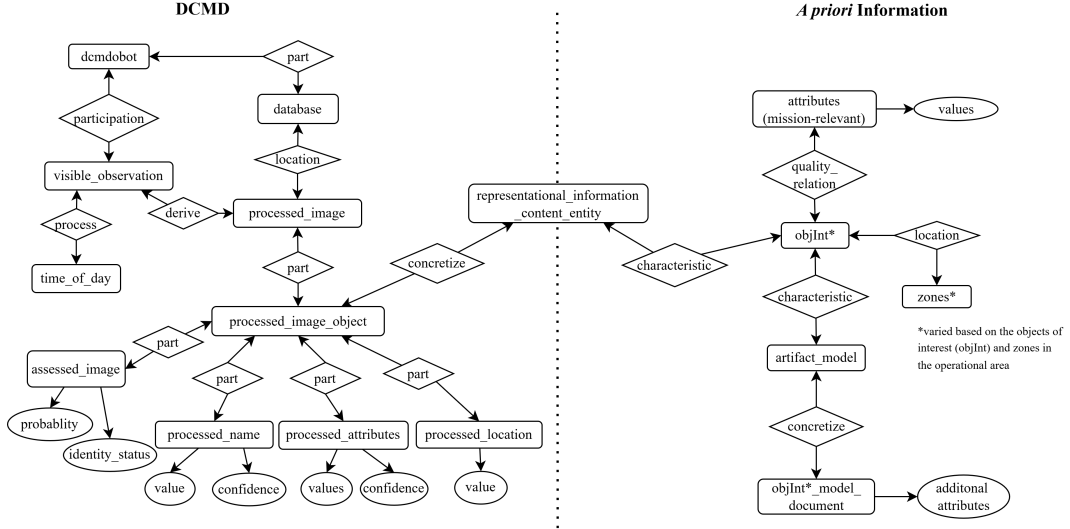 DCMD
A priori Information
dcmdobot
part
participation
database
visible_observation
location
derive
processed_image
process
time_of_day
part
concretize
representational_information
_content_entity
processed_image_object
part
assessed_image
probablity
identity_status
part
part
part
processed_name
processed_attributes
processed_location
value
confidence
values
confidence
value
attributes
(mission-relevant)
values
quality_
relation
objInt*
location
characteristic
characteristic
zones*
*varied based on the objects of
interest (objInt) and zones in
the operational area
artifact_model
concretize
objInt*_model_
document
additonal
attributes